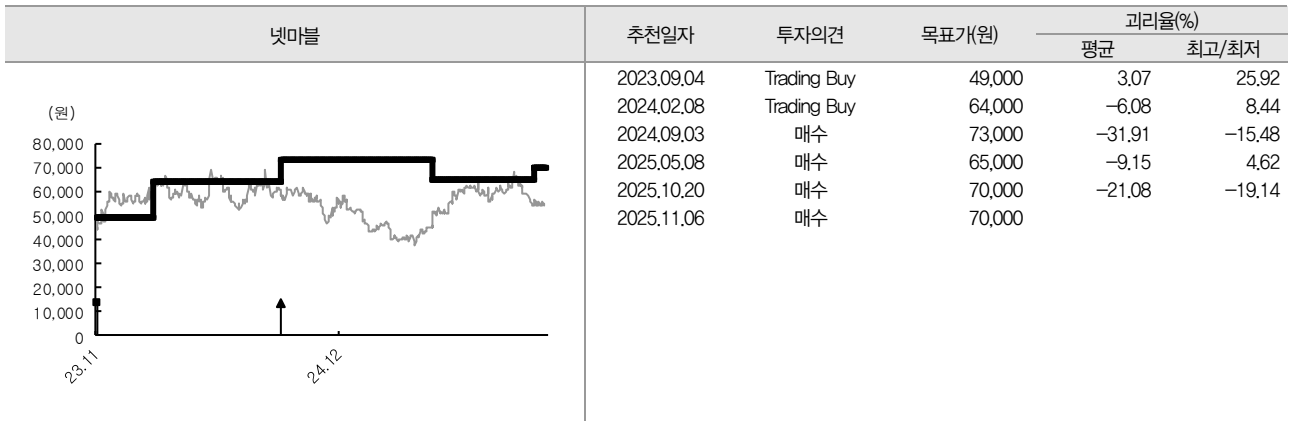 넷마블
추천일자 투자의견 목표가(원) 괴리율(%)
평균 최고/최저
2023.09.04 Trading Buy 49,000 3.07 25.92
2024.02.08 Trading Buy 64,000 −6.08 8.44
2024.09.03 매수 73,000 −31.91 −15.48
2025.05.08 매수 65,000 −9.15 4.62
2025.10.20 매수 70,000 −21.08 −19.14
2025.11.06 매수 70,000
(원)
80,000
70,000
60,000
50,000
40,000
30,000
20,000
10,000
0
23.11 24.12